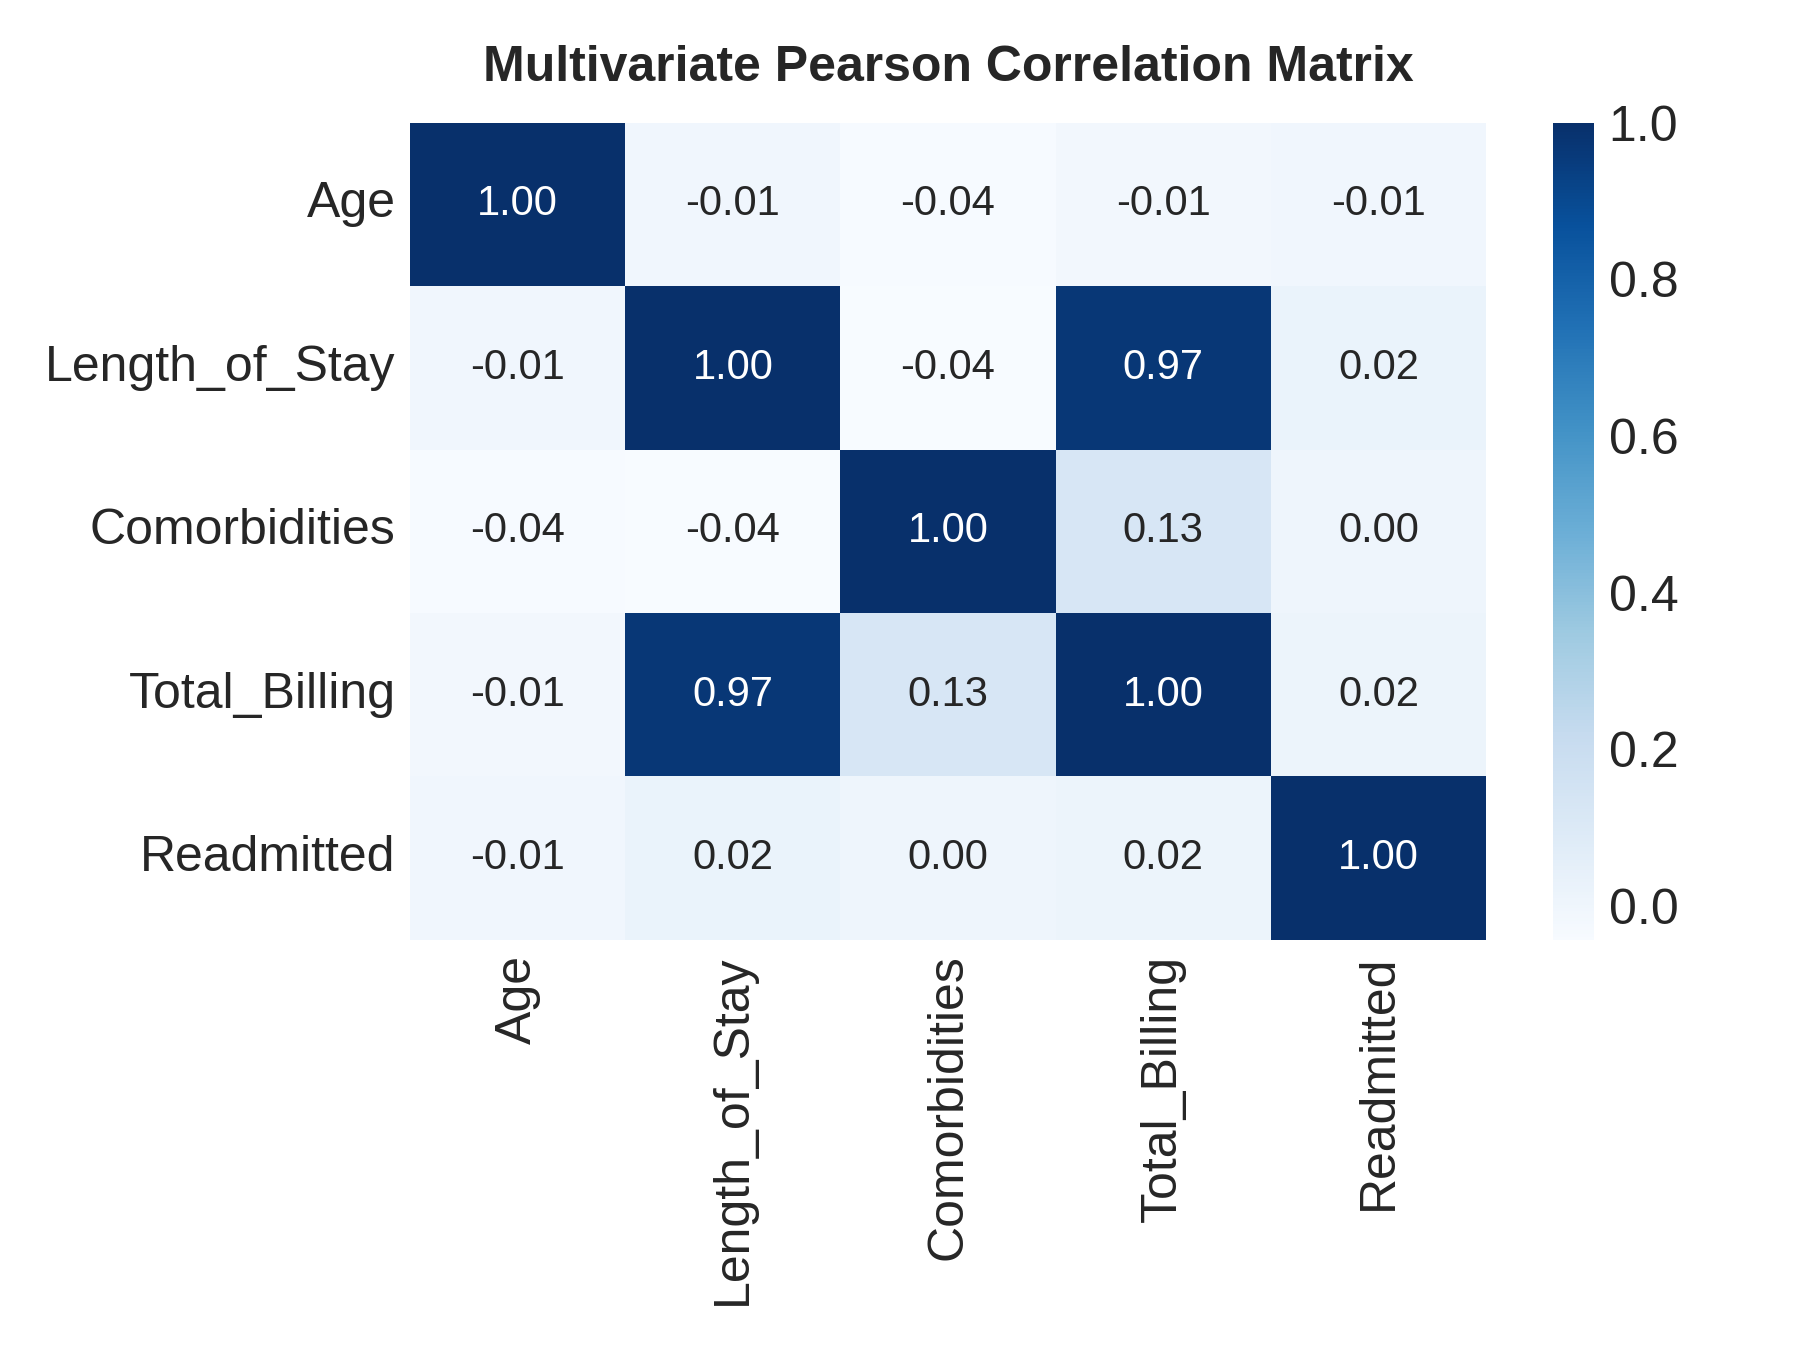 Multivariate Pearson Correlation Matrix
Age 1.00 -0.01 -0.04 -0.01 -0.01
Length_of_Stay -0.01 1.00 -0.04 0.97 0.02
Comorbidities -0.04 -0.04 1.00 0.13 0.00
Total_Billing -0.01 0.97 0.13 1.00 0.02
Readmitted -0.01 0.02 0.00 0.02 1.00
Age
Length_of_Stay
Comorbidities
Total_Billing
Readmitted
1.0
0.8
0.6
0.4
0.2
0.0